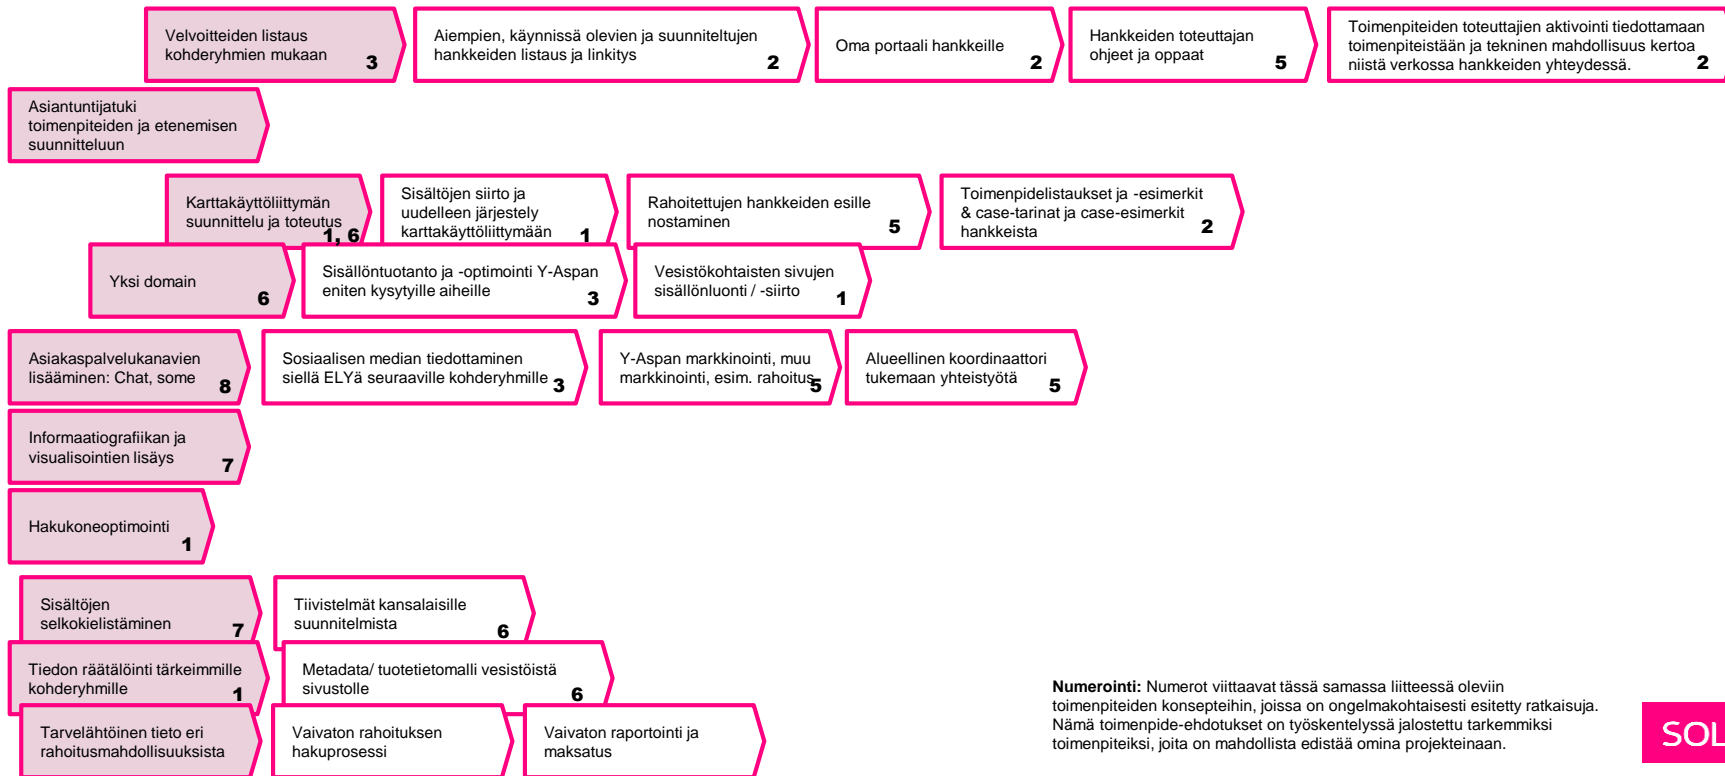 Velvoitteiden listaus
kohderyhmien mukaan
3
Aiempien, käynnissä olevien ja suunniteltujen
hankkeiden listaus ja linkitys
2
Oma portaali hankkeille
2
Hankkeiden toteuttajan
ohjeet ja oppaat
5
Toimenpiteiden toteuttajien aktivointi tiedottamaan
toimenpiteistään ja tekninen mahdollisuus kertoa
niistä verkossa hankkeiden yhteydessä.
2
Asiantuntijatuki
toimenpiteiden ja etenemisen
suunnitteluun
Karttakäyttöliittymän
suunnittelu ja toteutus
1, 6
Sisältöjen siirto ja
uudelleen järjestely
karttakäyttöliittymään
1
Rahoitettujen hankkeiden esille
nostaminen
5
Toimenpidelistaukset ja -esimerkit
& case-tarinat ja case-esimerkit
hankkeista
2
Yksi domain
6
Sisällöntuotanto ja -optimointi Y-Aspan
eniten kysytyille aiheille
3
Vesistökohtaisten sivujen
sisällönluonti / -siirto
1
Asiakaspalvelukanavien
lisääminen: Chat, some
8
Sosiaalisen median tiedottaminen
siellä ELYä seuraaville kohderyhmille
3
Y-Aspan markkinointi, muu
markkinointi, esim. rahoitus
5
Alueellinen koordinaattori
tukemaan yhteistyötä
5
Informaatiografiikan ja
visualisointien lisäys
7
Hakukoneoptimointi
1
Sisältöjen
selkokielistäminen
7
Tiivistelmät kansalaisille
suunnitelmista
6
Tiedon räätälöinti tärkeimmille
kohderyhmille
1
Metadata/ tuotetietomalli vesistöistä
sivustolle
6
Tarvelähtöinen tieto eri
rahoitusmahdollisuuksista
Vaivaton rahoituksen
hakuprosessi
Vaivaton raportointi ja
maksatus
Numerointi: Numerot viittaavat tässä samassa liitteessä oleviin
toimenpiteiden konsepteihin, joissa on ongelmakohtaisesti esitetty ratkaisuja.
Nämä toimenpide-ehdotukset on työskentelyssä jalostettu tarkemmiksi
toimenpiteiksi, joita on mahdollista edistää omina projekteinaan.
SOL